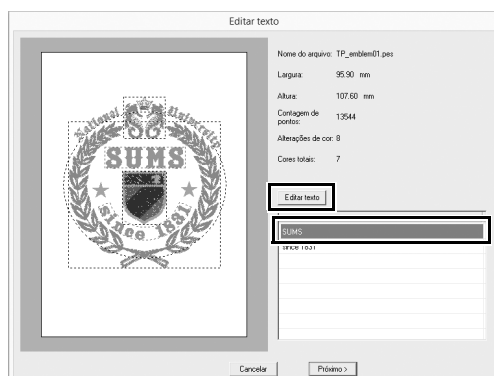 Editar texto
Nome do arquivo: TP_emblem01.pes
Largura: 95.90 mm
Altura: 107.60 mm
Contagem de pontos: 13544
Alterações de cor: 8
Cores totais: 7
National University
SUMS
Since 1831
Editar texto
SUMS
since 1831
Cancelar
Próximo >